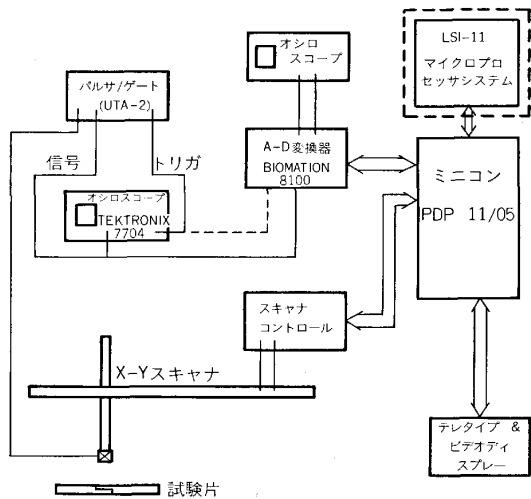 オシロ
スコープ
LSI-11
マイクロプロ
セッサシステム
パルサ/ゲート
(UTA-2)
信号
トリガ
A-D変換器
BIOMATION
8100
ミニコン
PDP 11/05
オシロスコープ
TEKTRONIX
7704
スキャナ
コントロール
X-Yスキャナ
テレタイプ &
ビデオディ
スプレー
試験片